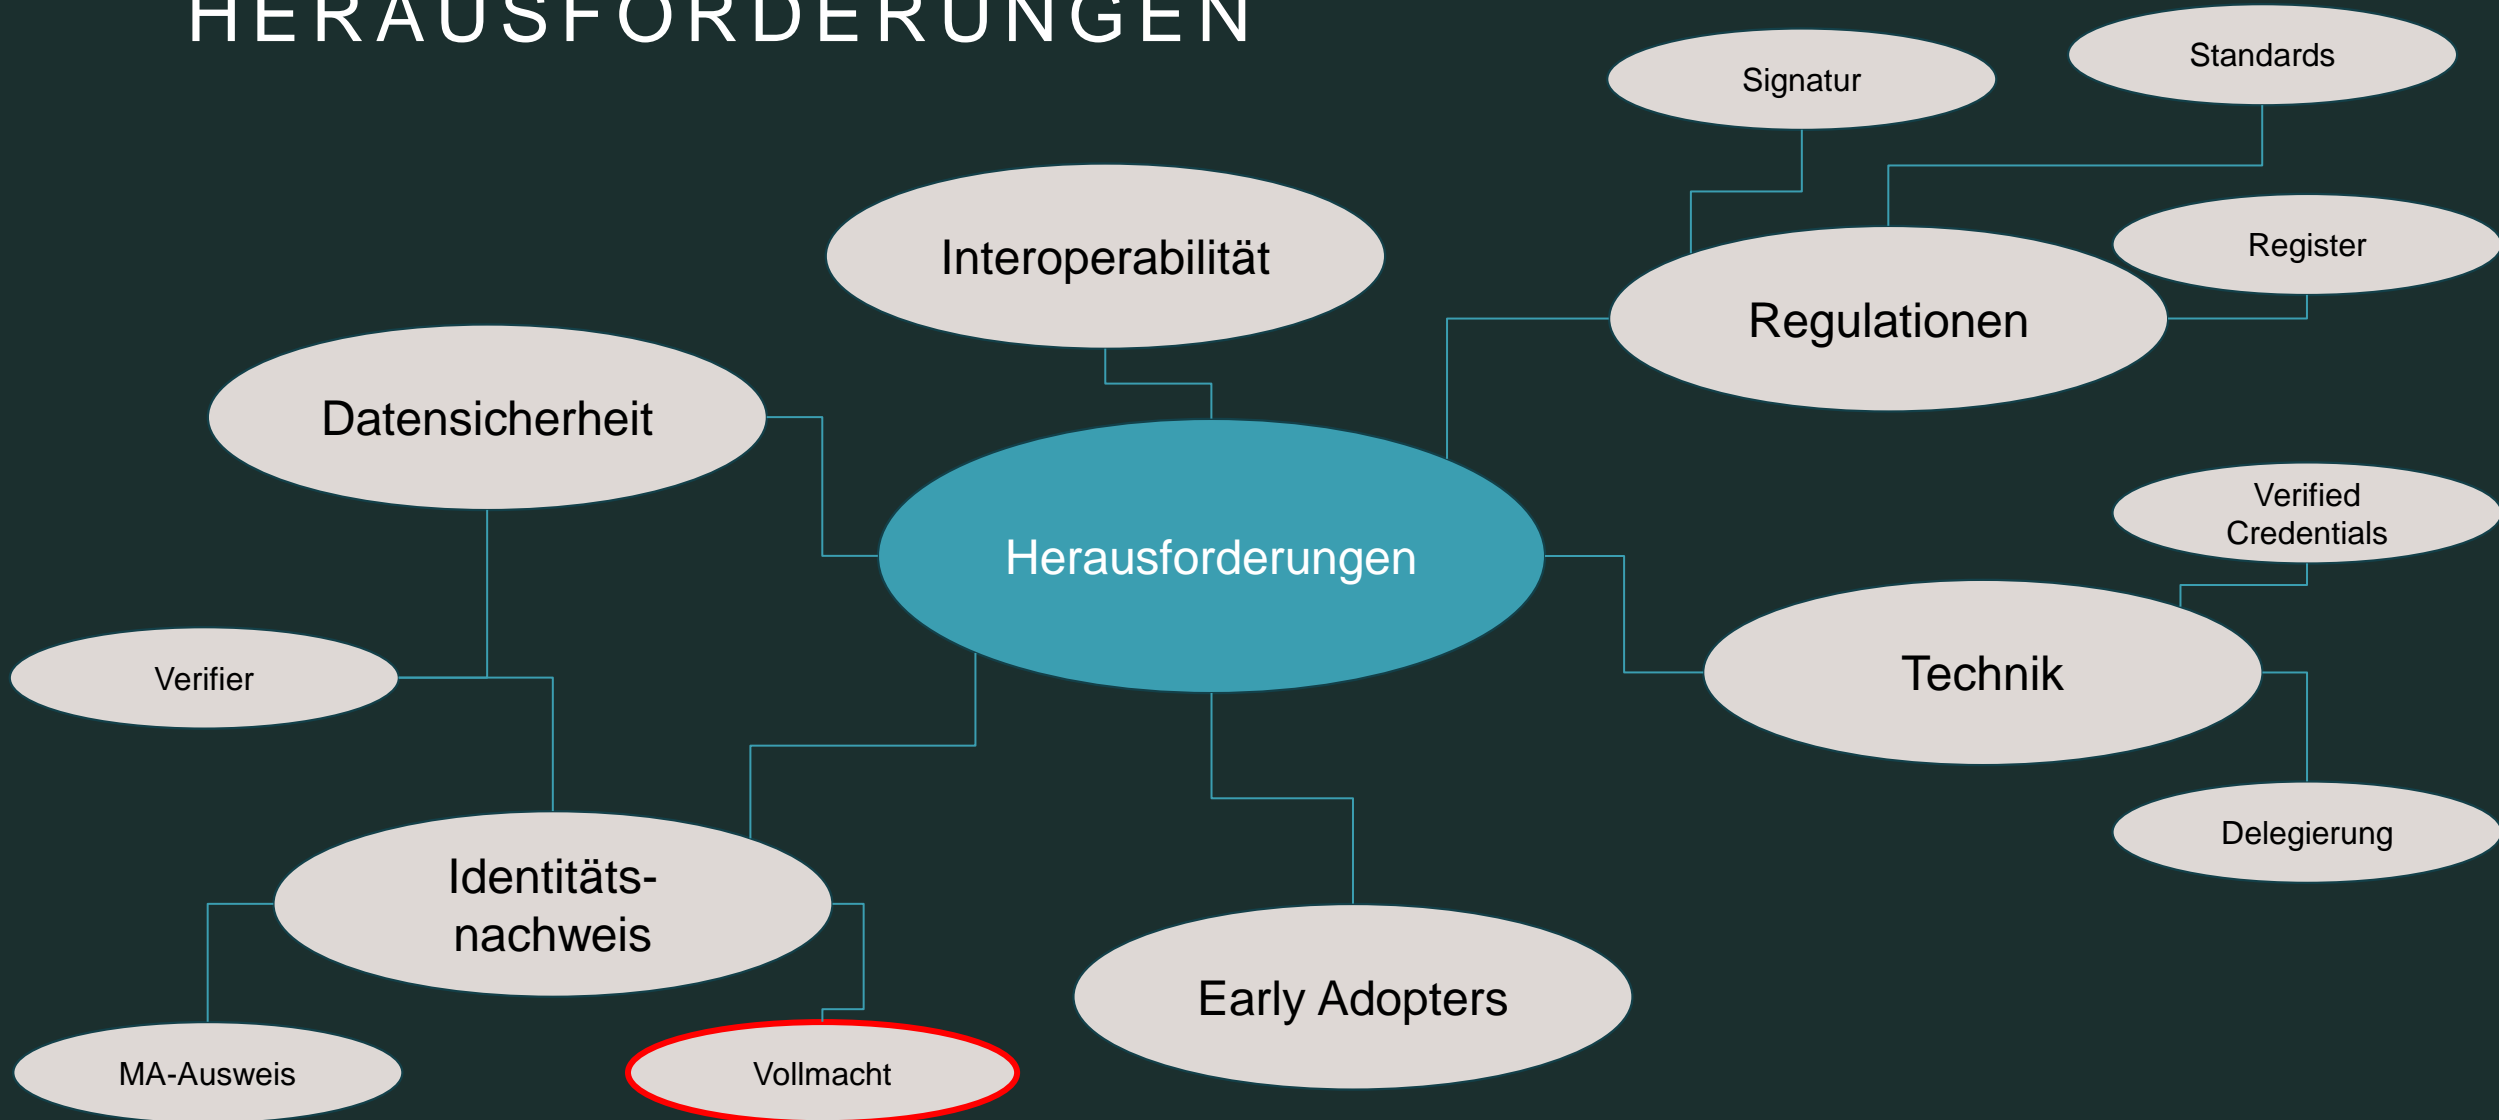 HERAUSFORDERUNGEN
Signatur
Standards
Interoperabilität
Register
Regulationen
Datensicherheit
Herausforderungen
Verified
Credentials
Technik
Verifier
Delegierung
Identitäts-
nachweis
Early Adopters
MA-Ausweis
Vollmacht